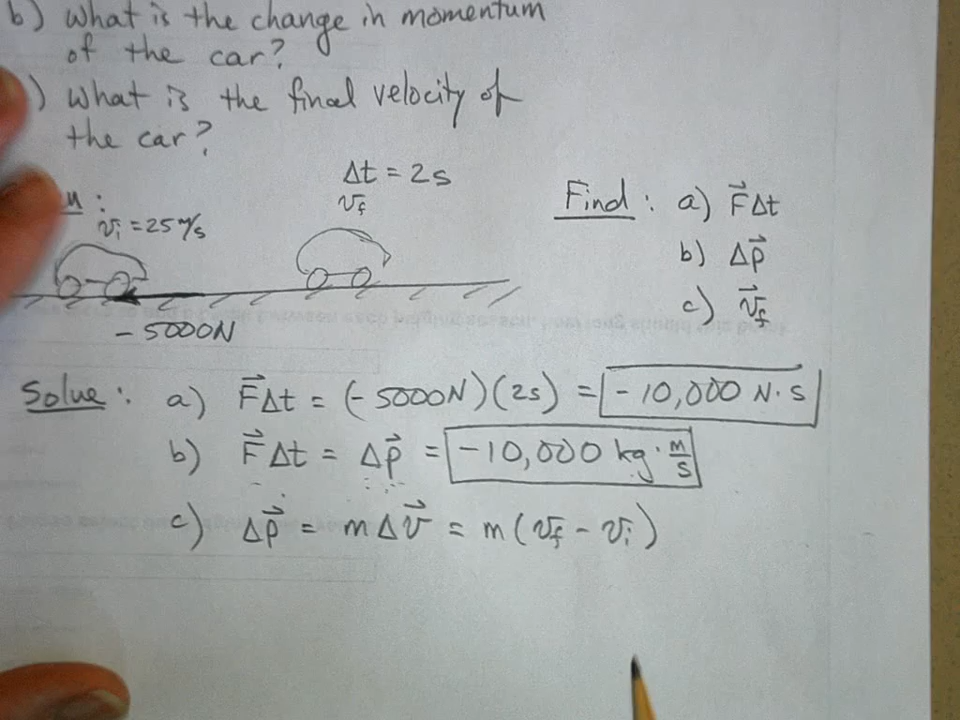 b) What is the change in momentum
of the car?
) What is the final velocity of
the car?
Δt = 2s
v_f
v_i = 25 m/s
-5000N
Find: a) F⃗Δt
b) Δp⃗
c) v⃗_f
Solve: a) F⃗Δt = (-5000N)(2s) = -10,000 N·s
b) F⃗Δt = Δp⃗ = -10,000 kg·m/s
c) Δp⃗ = mΔv⃗ = m(v_f - v_i)